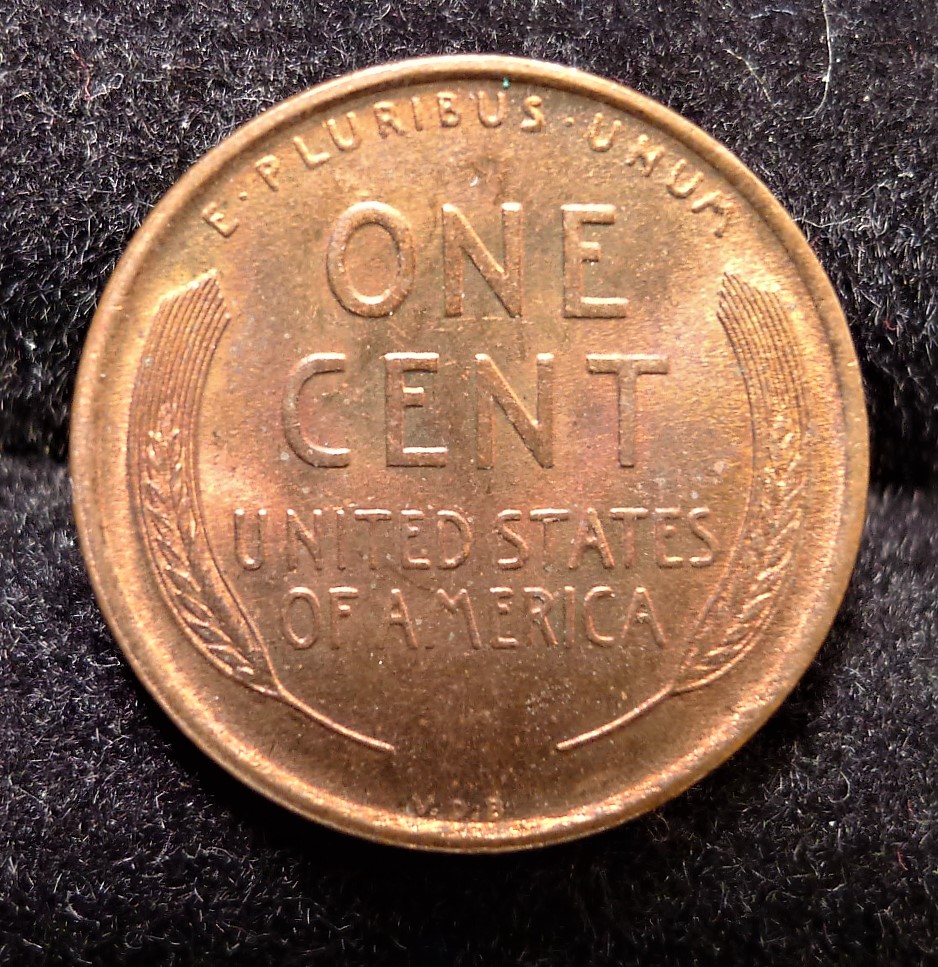 E·PLURIBUS·UNUM
ONE
CENT
UNITED STATES
OF AMERICA
V.D.B.